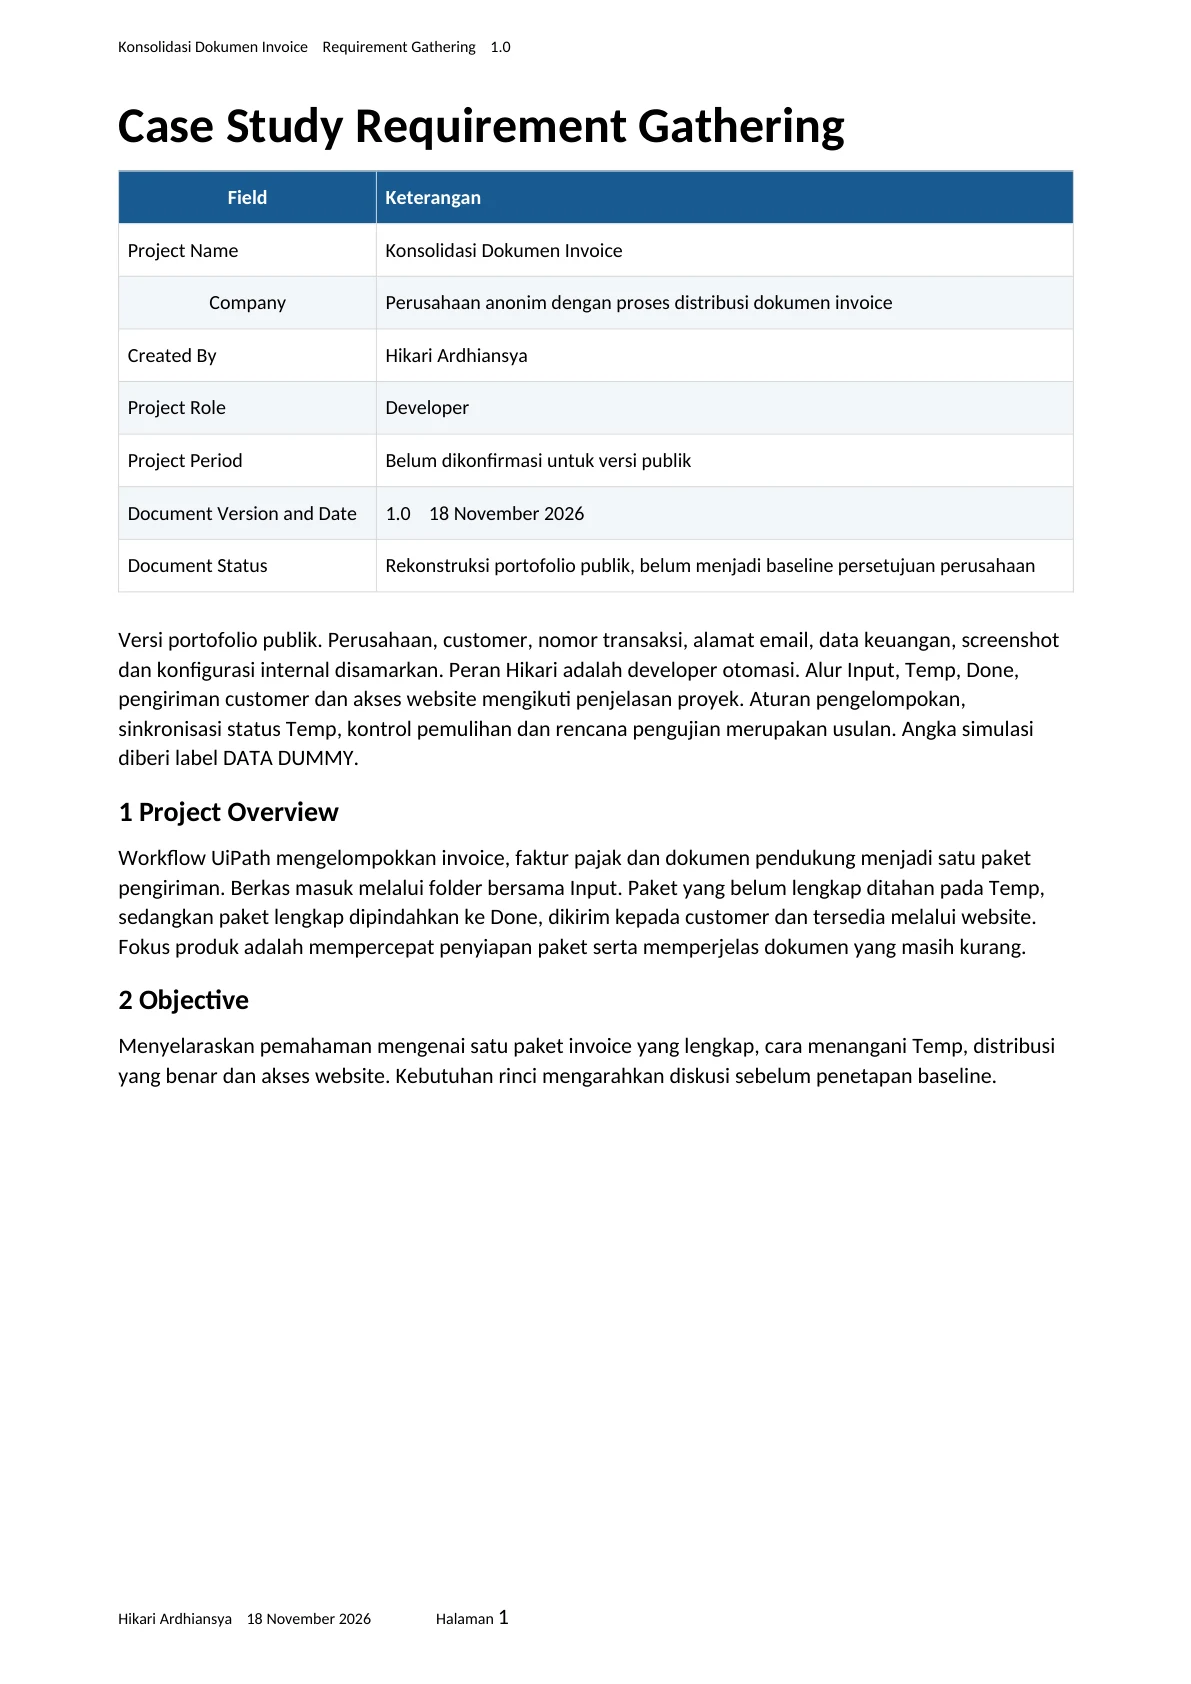 Konsolidasi Dokumen Invoice    Requirement Gathering    1.0
Case Study Requirement Gathering
Field    Keterangan
Project Name    Konsolidasi Dokumen Invoice
Company    Perusahaan anonim dengan proses distribusi dokumen invoice
Created By    Hikari Ardhiansya
Project Role    Developer
Project Period    Belum dikonfirmasi untuk versi publik
Document Version and Date    1.0    18 November 2026
Document Status    Rekonstruksi portofolio publik, belum menjadi baseline persetujuan perusahaan
Versi portofolio publik. Perusahaan, customer, nomor transaksi, alamat email, data keuangan, screenshot
dan konfigurasi internal disamarkan. Peran Hikari adalah developer otomasi. Alur Input, Temp, Done,
pengiriman customer dan akses website mengikuti penjelasan proyek. Aturan pengelompokan,
sinkronisasi status Temp, kontrol pemulihan dan rencana pengujian merupakan usulan. Angka simulasi
diberi label DATA DUMMY.
1 Project Overview
Workflow UiPath mengelompokkan invoice, faktur pajak dan dokumen pendukung menjadi satu paket
pengiriman. Berkas masuk melalui folder bersama Input. Paket yang belum lengkap ditahan pada Temp,
sedangkan paket lengkap dipindahkan ke Done, dikirim kepada customer dan tersedia melalui website.
Fokus produk adalah mempercepat penyiapan paket serta memperjelas dokumen yang masih kurang.
2 Objective
Menyelaraskan pemahaman mengenai satu paket invoice yang lengkap, cara menangani Temp, distribusi
yang benar dan akses website. Kebutuhan rinci mengarahkan diskusi sebelum penetapan baseline.
Hikari Ardhiansya    18 November 2026    Halaman 1